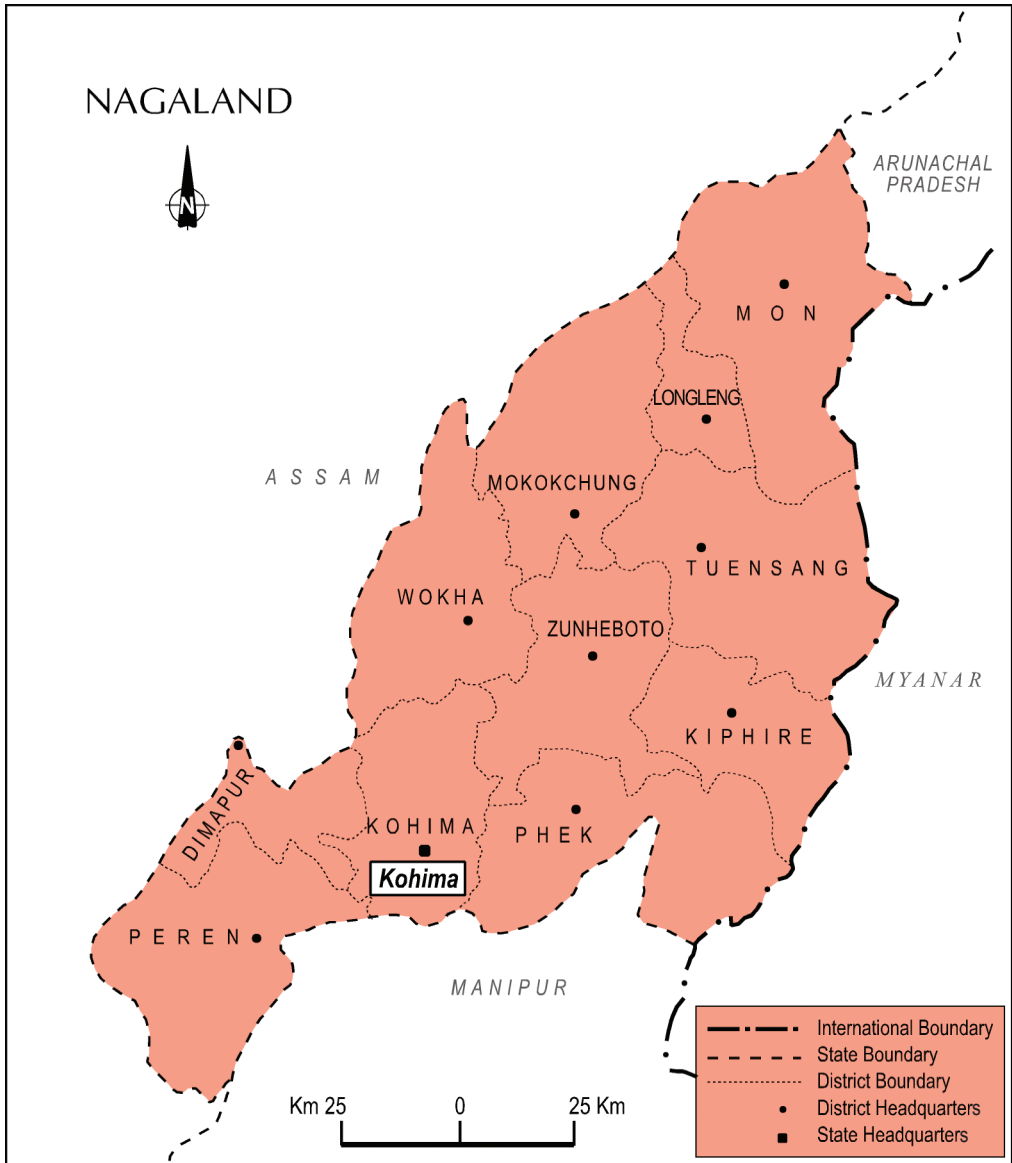 NAGALAND
N
ARUNACHAL
PRADESH
MON
LONGLENG
ASSAM
MOKOKCHUNG
TUENSANG
WOKHA
ZUNHEBOTO
MYANAR
KIPHIRE
DIMAPUR
KOHIMA
PHEK
Kohima
PEREN
MANIPUR
International Boundary
State Boundary
District Boundary
District Headquarters
State Headquarters
Km 25 0 25 Km